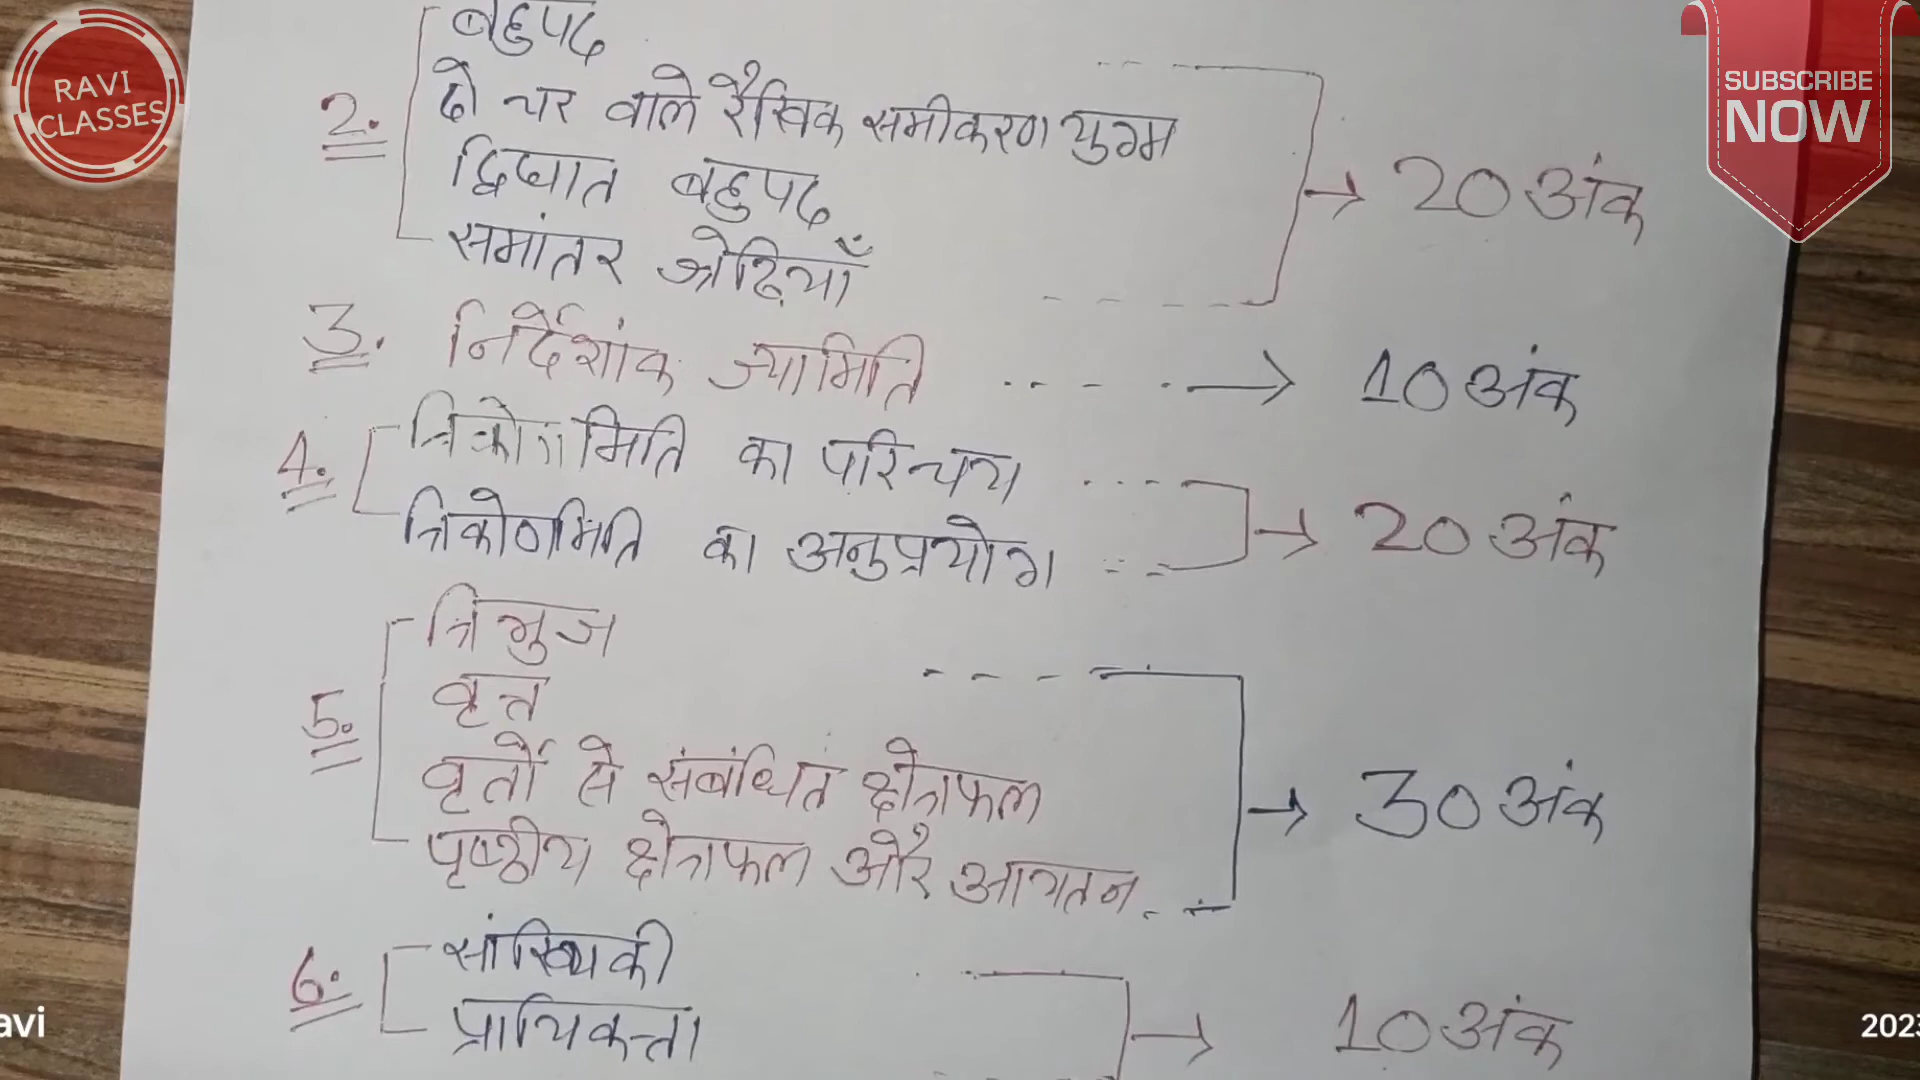 RAVI
CLASSES
SUBSCRIBE
NOW
बहुपद
2. दो चर वाले रैखिक समीकरण युग्म
द्विघात बहुपद
समांतर श्रेढ़ियाँ
→ 20 अंक
3. निर्देशांक ज्यामिति ---→ 10 अंक
4. त्रिकोणमिति का परिचय
त्रिकोणमिति का अनुप्रयोग
→ 20 अंक
5. त्रिभुज
वृत्त
वृतों से संबंधित क्षेत्रफल
पृष्ठीय क्षेत्रफल और आयतन
→ 30 अंक
6. सांख्यिकी
प्रायिकत्ता
→ 10 अंक
avi
2023